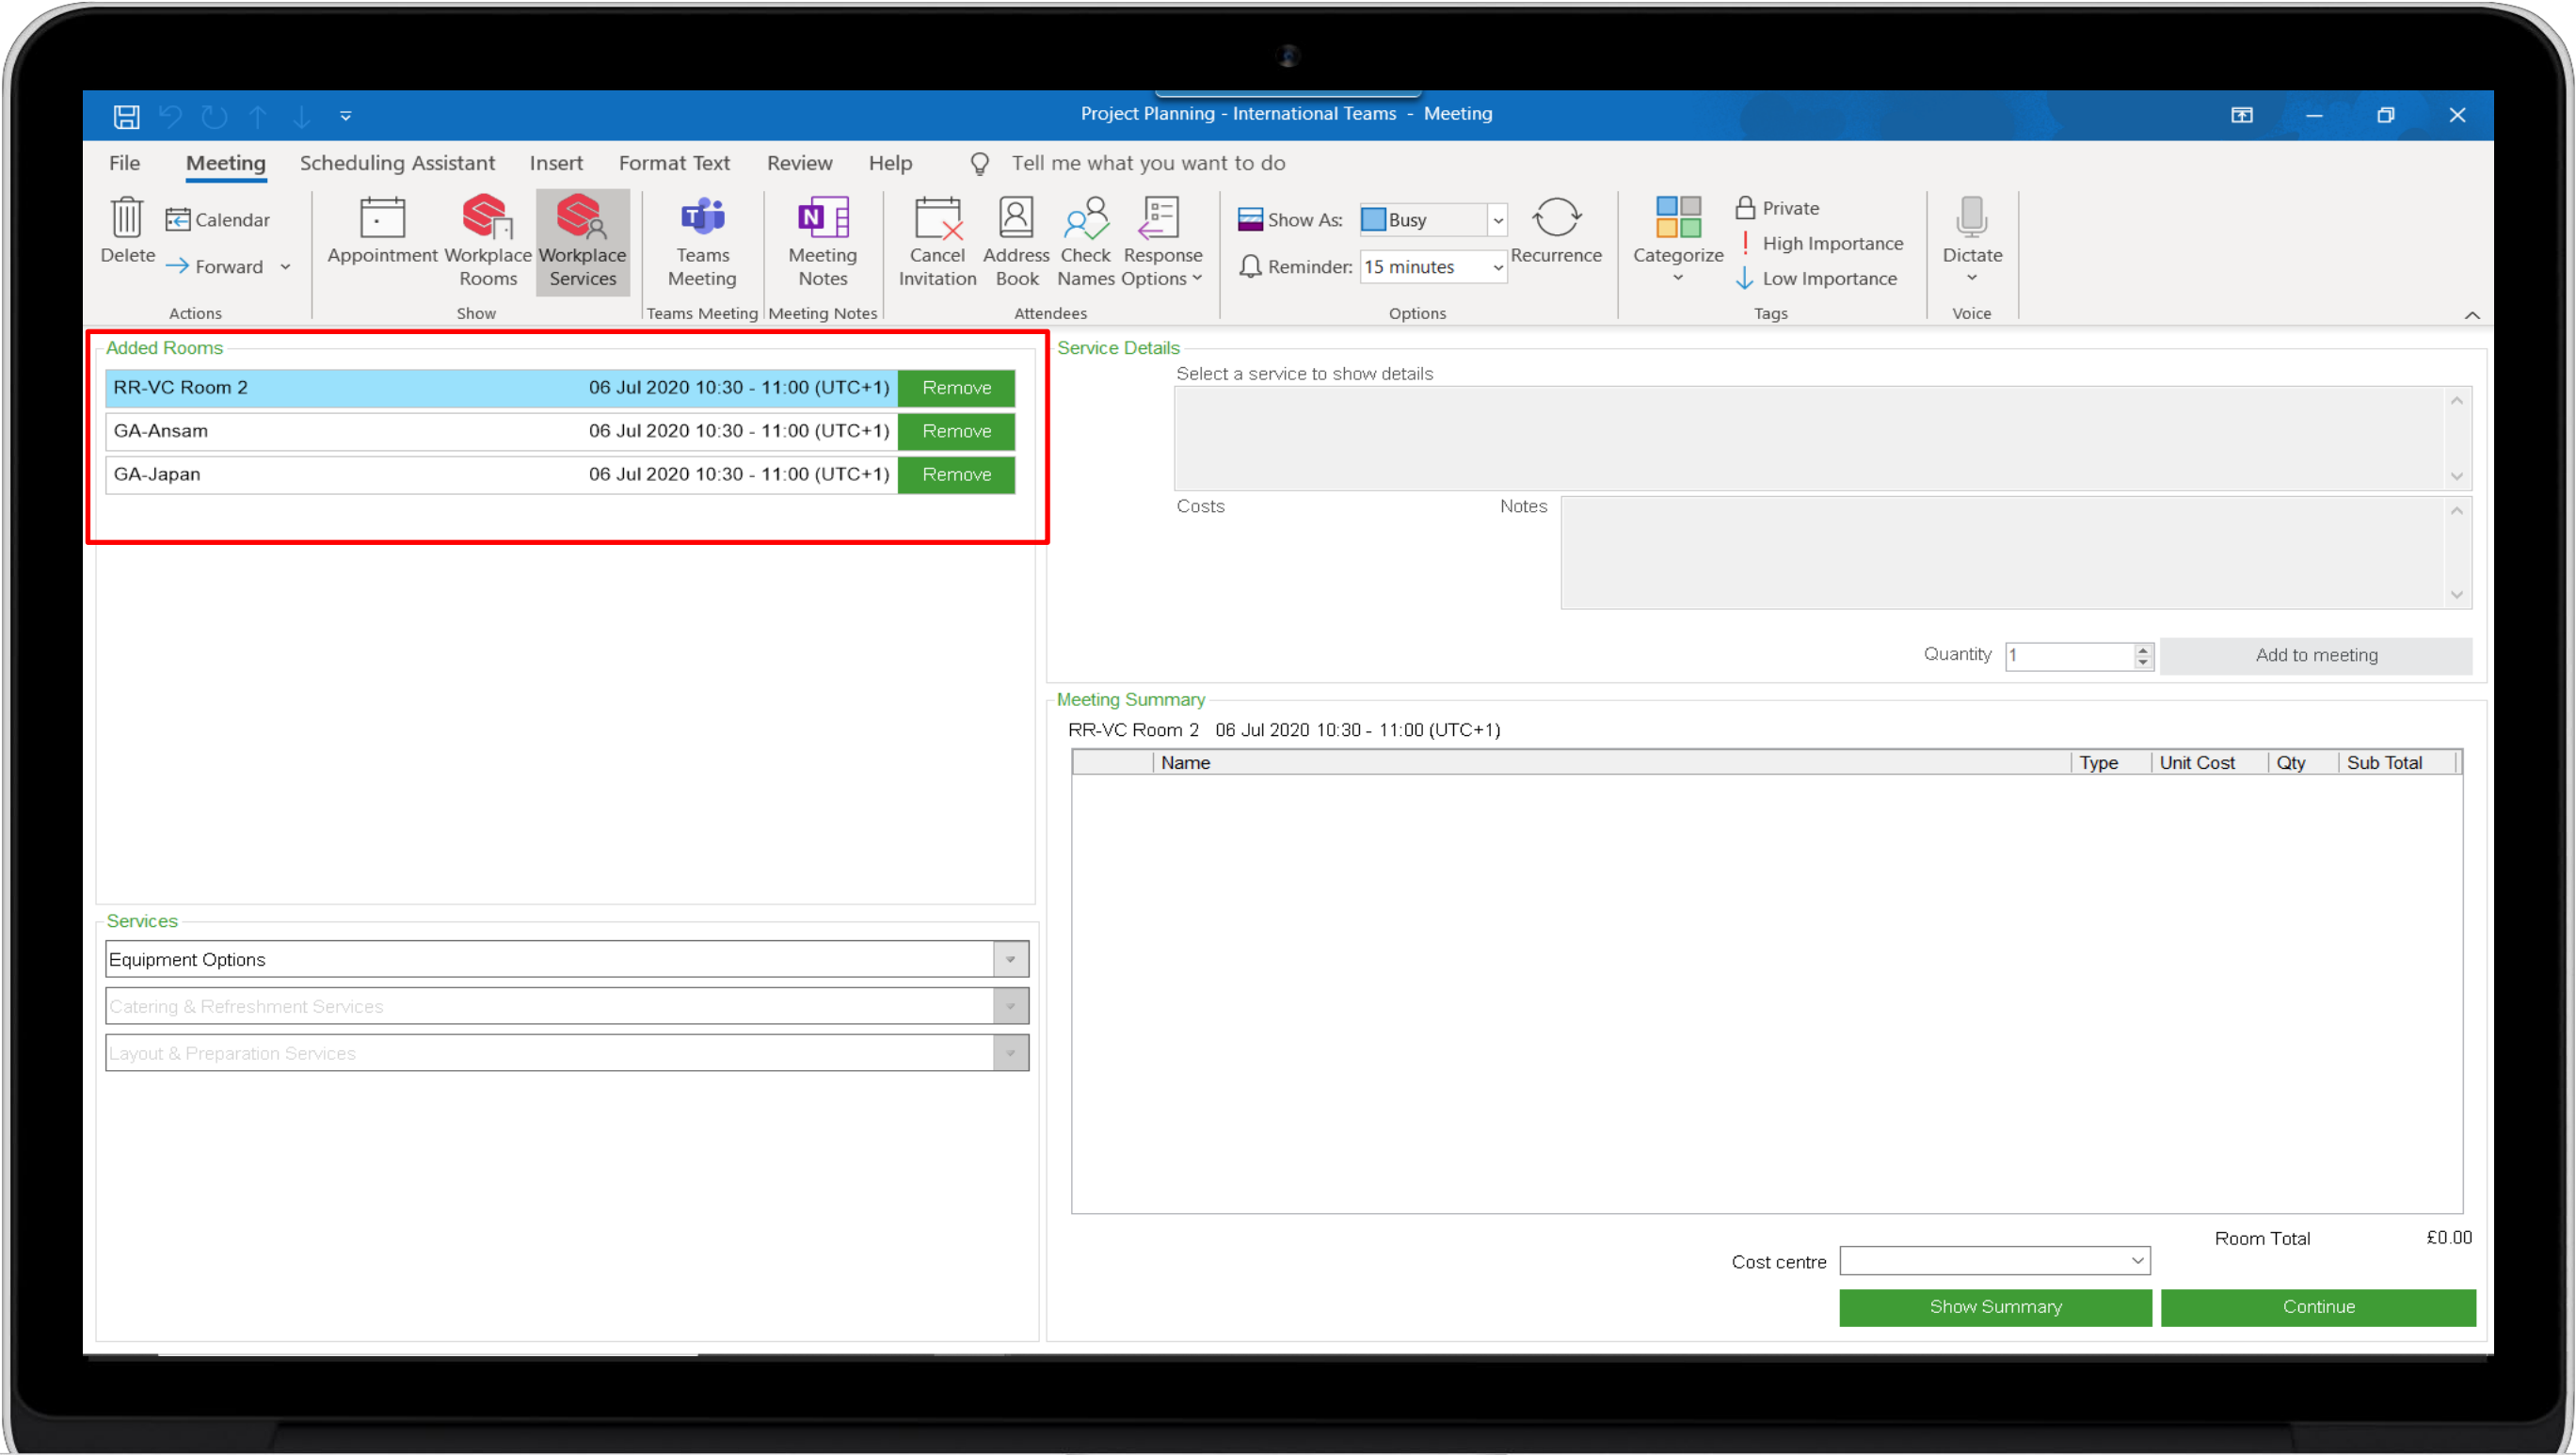 Project Planning - International Teams - Meeting
File Meeting Scheduling Assistant Insert Format Text Review Help Tell me what you want to do
Delete
Calendar
Forward
Actions
Appointment
Workplace Rooms
Workplace Services
Show
Teams Meeting
Teams Meeting
N
Meeting Notes
Meeting Notes
Cancel Invitation
Address Book
Check Names
Response Options
Attendees
Show As: Busy
Reminder: 15 minutes
Recurrence
Options
Categorize
Private
High Importance
Low Importance
Tags
Dictate
Voice
Added Rooms
RR-VC Room 2 06 Jul 2020 10:30 - 11:00 (UTC+1) Remove
GA-Ansam 06 Jul 2020 10:30 - 11:00 (UTC+1) Remove
GA-Japan 06 Jul 2020 10:30 - 11:00 (UTC+1) Remove
Services
Equipment Options
Catering & Refreshment Services
Layout & Preparation Services
Service Details
Select a service to show details
Costs Notes
Quantity 1 Add to meeting
Meeting Summary
RR-VC Room 2 06 Jul 2020 10:30 - 11:00 (UTC+1)
Name Type Unit Cost Qty Sub Total
Room Total £0.00
Cost centre
Show Summary Continue